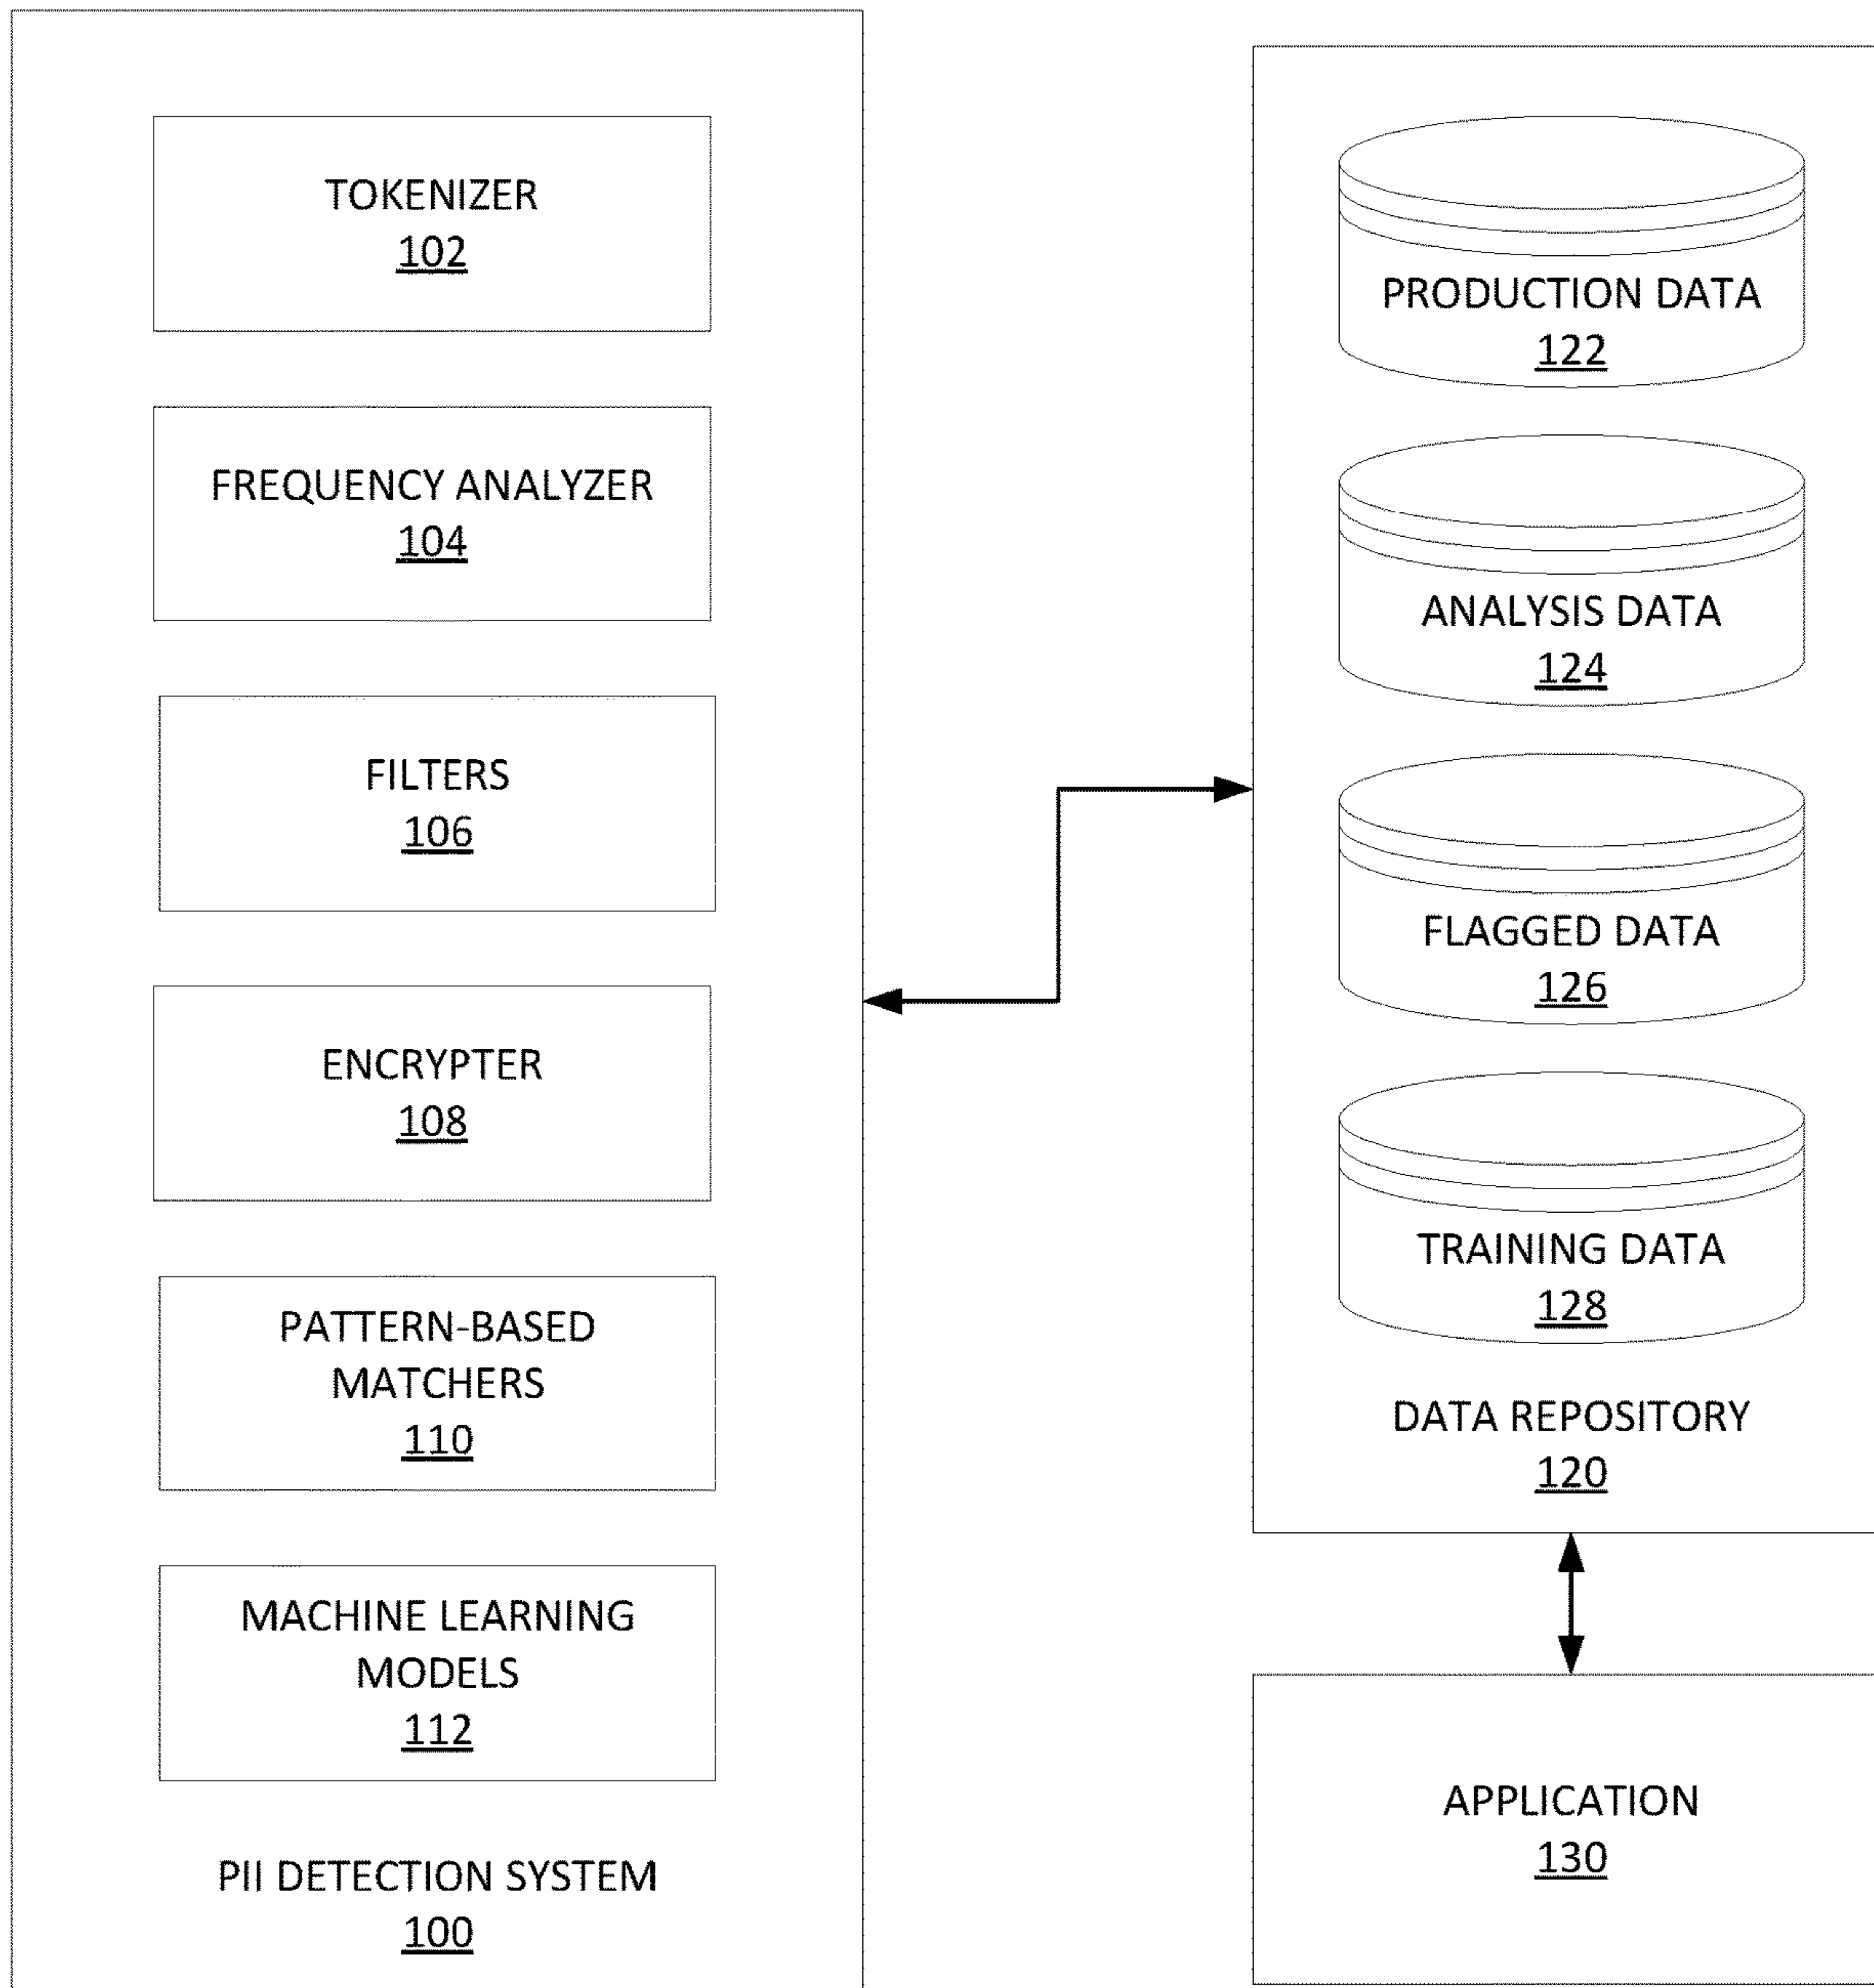 TOKENIZER
102
FREQUENCY ANALYZER
104
FILTERS
106
ENCRYPTER
108
PATTERN-BASED
MATCHERS
110
MACHINE LEARNING
MODELS
112
PII DETECTION SYSTEM
100
PRODUCTION DATA
122
ANALYSIS DATA
124
FLAGGED DATA
126
TRAINING DATA
128
DATA REPOSITORY
120
APPLICATION
130